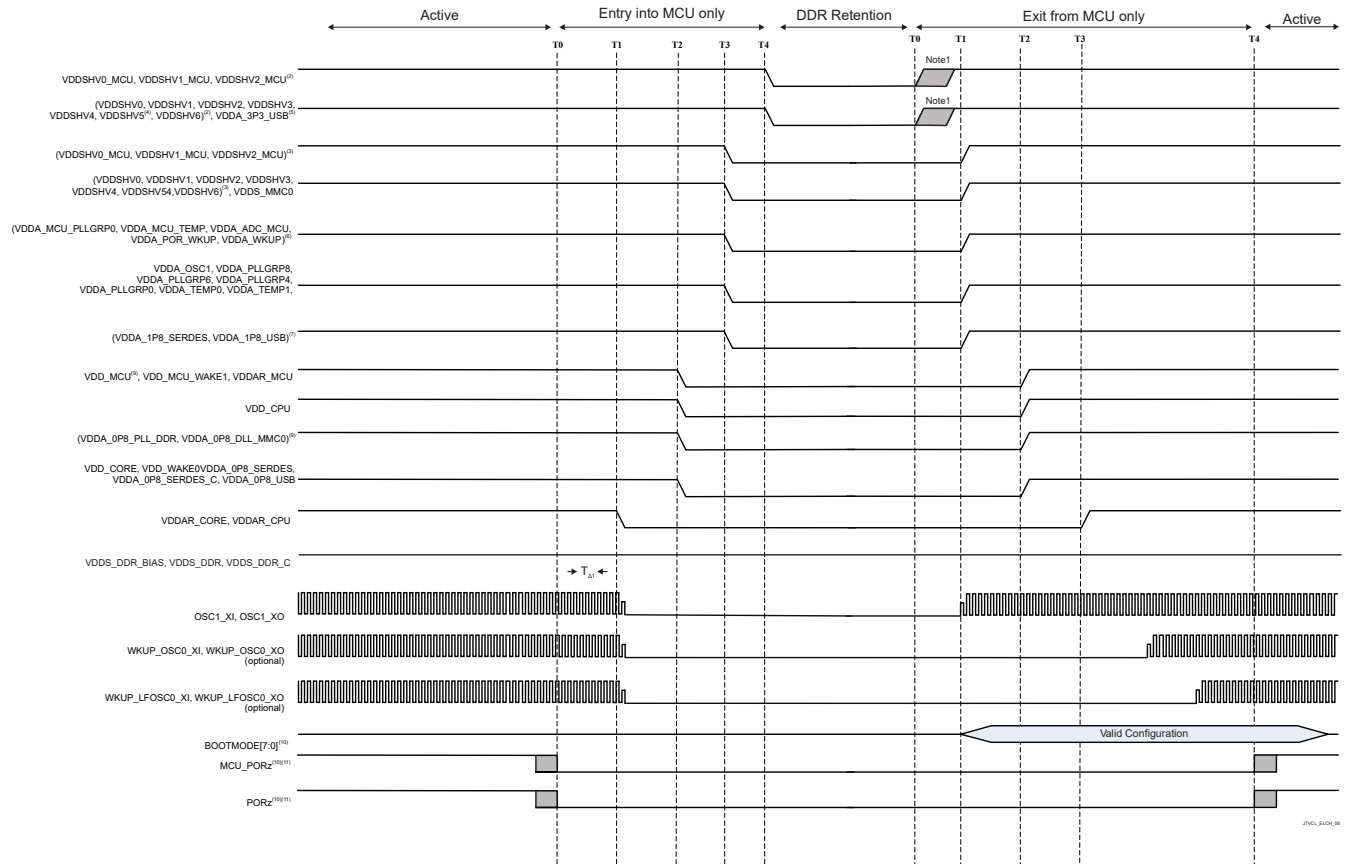 Active
Entry into MCU only
DDR Retention
Exit from MCU only
Active
T0
T1
T2
T3
T4
T0
T1
T2
T3
T4
VDDSHV0_MCU, VDDSHV1_MCU, VDDSHV2_MCU(2)
Note1
(VDDSHV0, VDDSHV1, VDDSHV2, VDDSHV3,
VDDSHV4, VDDSHV5(4), VDDSHV6)(2), VDDA_3P3_USB(5)
Note1
(VDDSHV0_MCU, VDDSHV1_MCU, VDDSHV2_MCU)(3)
(VDDSHV0, VDDSHV1, VDDSHV2, VDDSHV3,
VDDSHV4, VDDSHV54,VDDSHV6)(3), VDDS_MMC0
(VDDA_MCU_PLLGRP0, VDDA_MCU_TEMP, VDDA_ADC_MCU,
VDDA_POR_WKUP, VDDA_WKUP)(6)
VDDA_OSC1, VDDA_PLLGRP8,
VDDA_PLLGRP6, VDDA_PLLGRP4,
VDDA_PLLGRP0, VDDA_TEMP0, VDDA_TEMP1,
(VDDA_1P8_SERDES, VDDA_1P8_USB)(7)
VDD_MCU(9), VDD_MCU_WAKE1, VDDAR_MCU
VDD_CPU
(VDDA_0P8_PLL_DDR, VDDA_0P8_DLL_MMC0)(9)
VDD_CORE, VDD_WAKE0VDDA_0P8_SERDES,
VDDA_0P8_SERDES_C, VDDA_0P8_USB
VDDAR_CORE, VDDAR_CPU
VDDS_DDR_BIAS, VDDS_DDR, VDDS_DDR_C
TΔ1
OSC1_XI, OSC1_XO
WKUP_OSC0_XI, WKUP_OSC0_XO
(optional)
WKUP_LFOSC0_XI, WKUP_LFOSC0_XO
(optional)
BOOTMODE[7:0](10)
Valid Configuration
MCU_PORz(10)(11)
PORz(10)(11)
J7VCL_ELCH_06